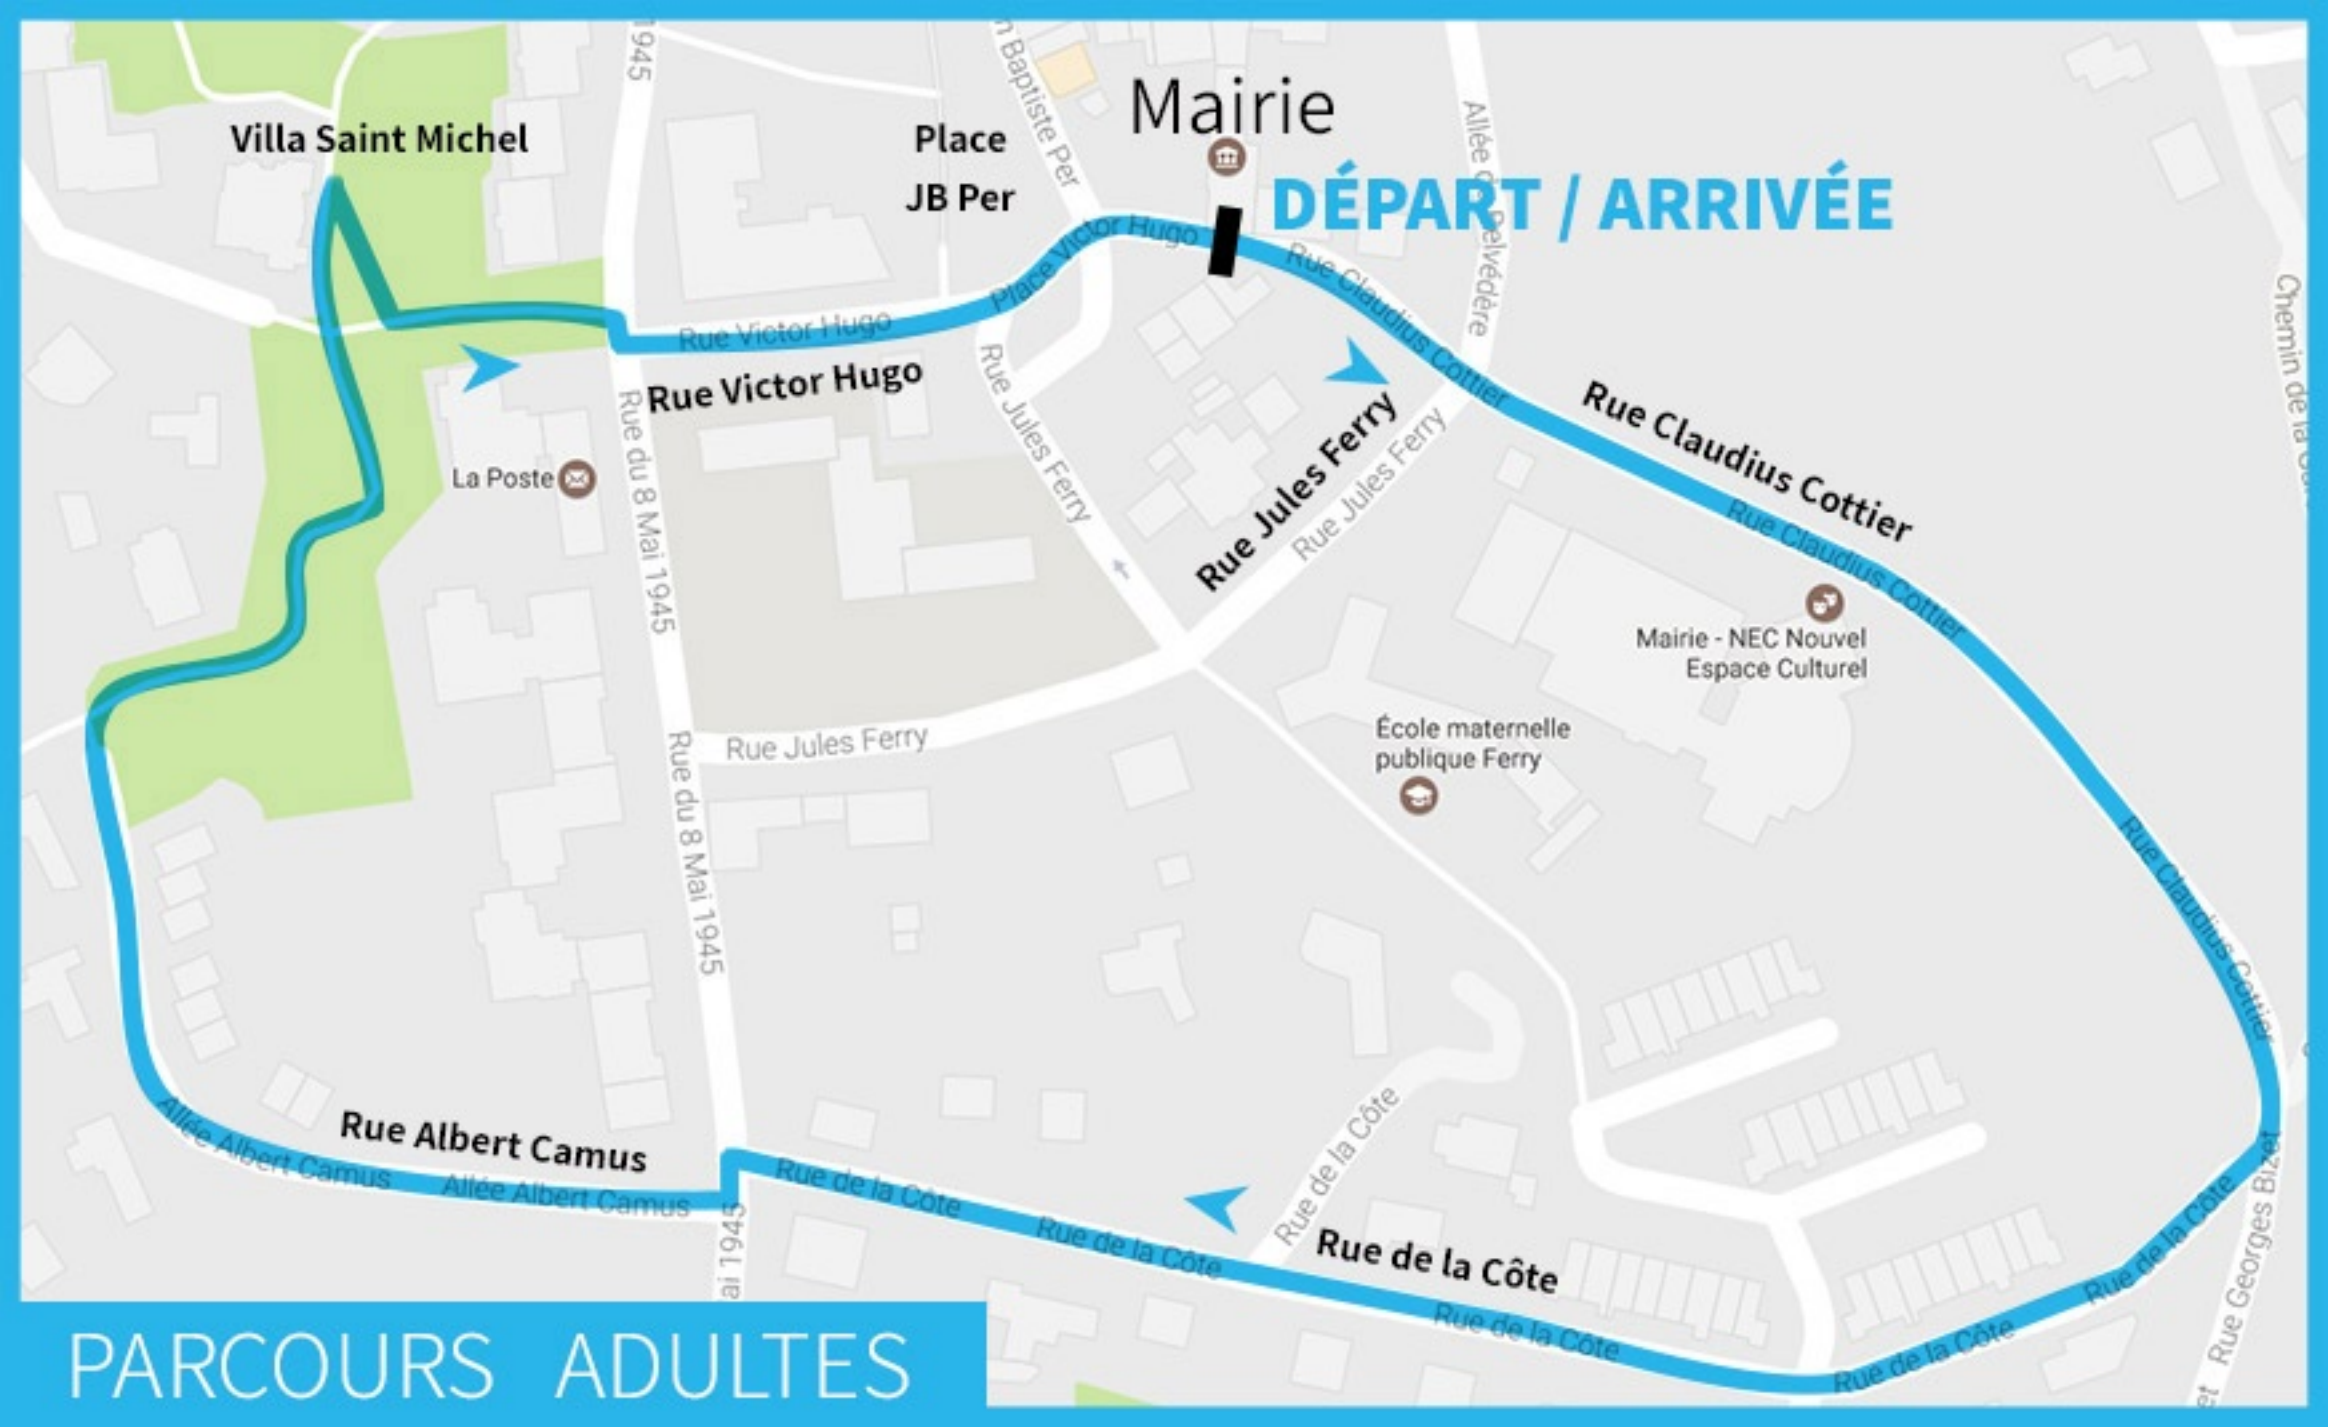 1945
n Baptiste Per
Mairie
Villa Saint Michel
Place
JB Per
DÉPART / ARRIVÉE
Allée de Belvédère
Place Victor Hugo
Rue Claudius Cottier
Rue Victor Hugo
Rue Victor Hugo
Rue Jules Ferry
Rue du 8 Mai 1945
La Poste
Rue Jules Ferry
Rue Jules Ferry
Rue Claudius Cottier
Rue Claudius Cottier
Chemin de la
Mairie - NEC Nouvel
Espace Culturel
École maternelle
publique Ferry
Rue Jules Ferry
Rue du 8 Mai 1945
Rue Claudius Cottier
Rue Albert Camus
Allée Albert Camus
Allée Albert Camus
ai 1945
Rue de la Côte
Rue de la Côte
Rue de la Côte
Rue de la Côte
Rue de la Côte
Rue de la Côte
Rue de la Côte
Rue Georges Bizet
et
PARCOURS ADULTES